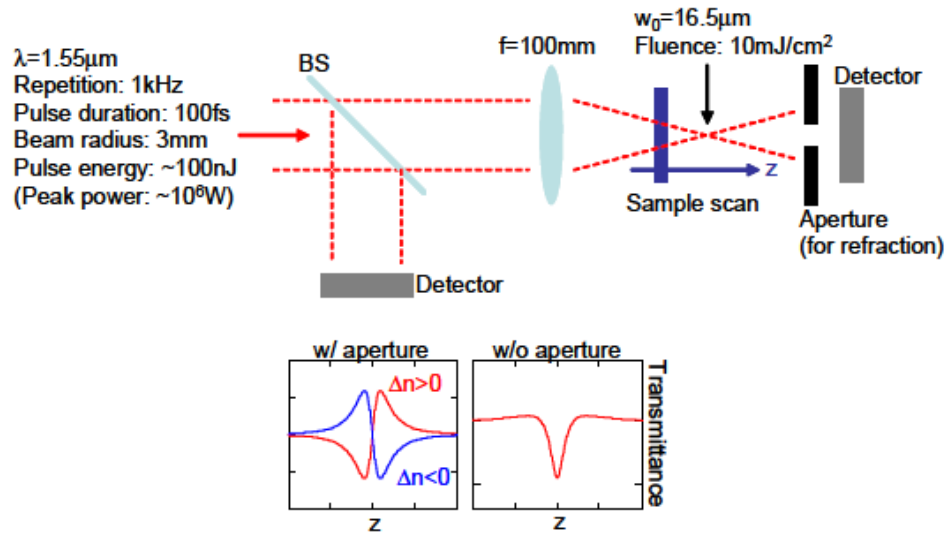 λ=1.55μm
Repetition: 1kHz
Pulse duration: 100fs
Beam radius: 3mm
Pulse energy: ~100nJ
(Peak power: ~10⁶W)
BS
f=100mm
w₀=16.5μm
Fluence: 10mJ/cm²
Detector
z
Sample scan
Aperture
(for refraction)
Detector
w/ aperture
Δn>0
Δn<0
z
w/o aperture
Transmittance
z